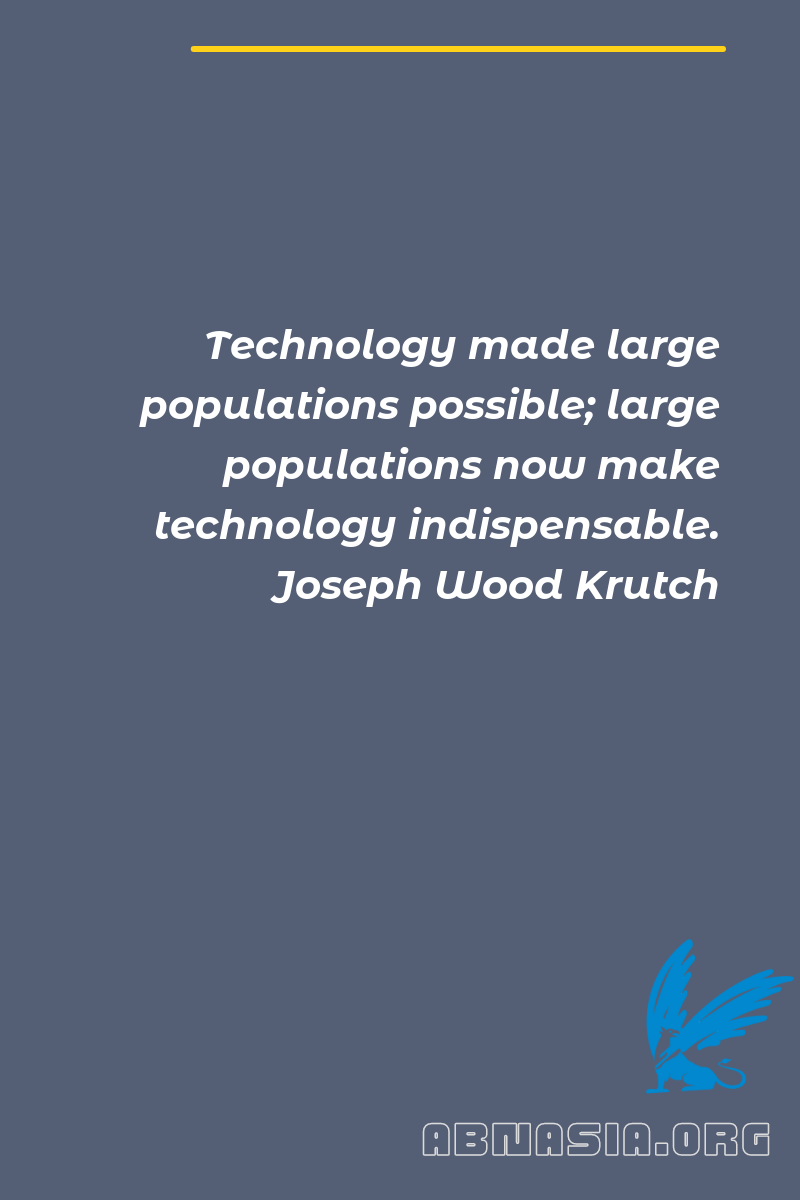 Technology made large
populations possible; large
populations now make
technology indispensable.
Joseph Wood Krutch
ABNASIA.ORG